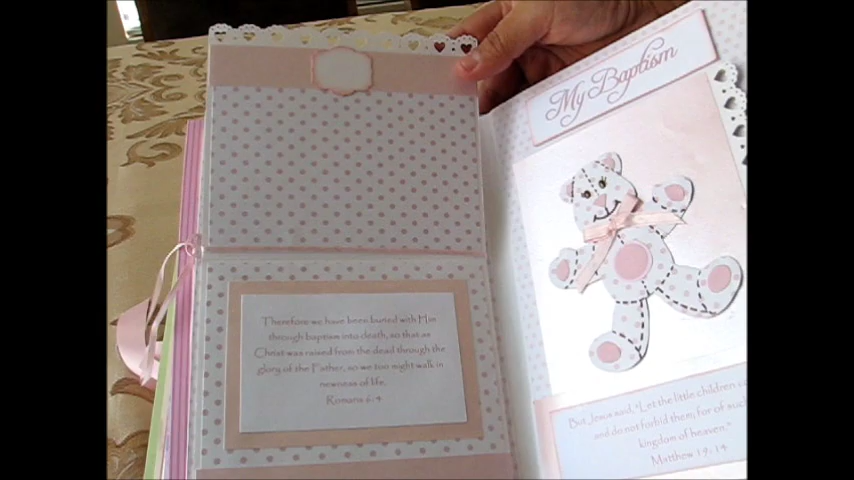 Therefore we have been buried with Him
through baptism into death, so that as
Christ was raised from the dead through the
glory of the Father, so we too might walk in
newness of life.
Romans 6:4
My Baptism
But Jesus said, "Let the little children
and do not forbid them; for of such
kingdom of heaven."
Matthew 19:14